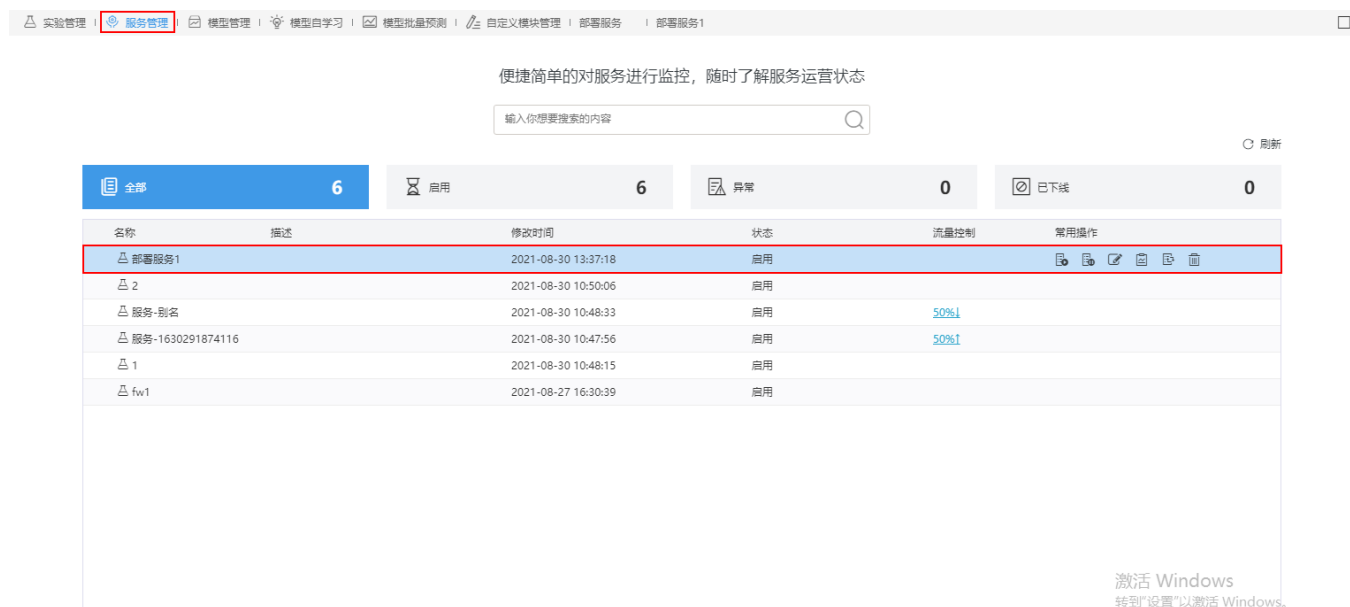 实验管理 服务管理 模型管理 模型自学习 模型批量预测 自定义模块管理 部署服务 部署服务1
便捷简单的对服务进行监控，随时了解服务运营状态
输入你想要搜索的内容
刷新
全部 6 启用 6 异常 0 已下线 0
名称 描述 修改时间 状态 流量控制 常用操作
部署服务1 2021-08-30 13:37:18 启用
2 2021-08-30 10:50:06 启用
服务-别名 2021-08-30 10:48:33 启用 50%↓
服务-1630291874116 2021-08-30 10:47:56 启用 50%↑
1 2021-08-30 10:48:15 启用
fw1 2021-08-27 16:30:39 启用
激活 Windows
转到"设置"以激活 Windows。